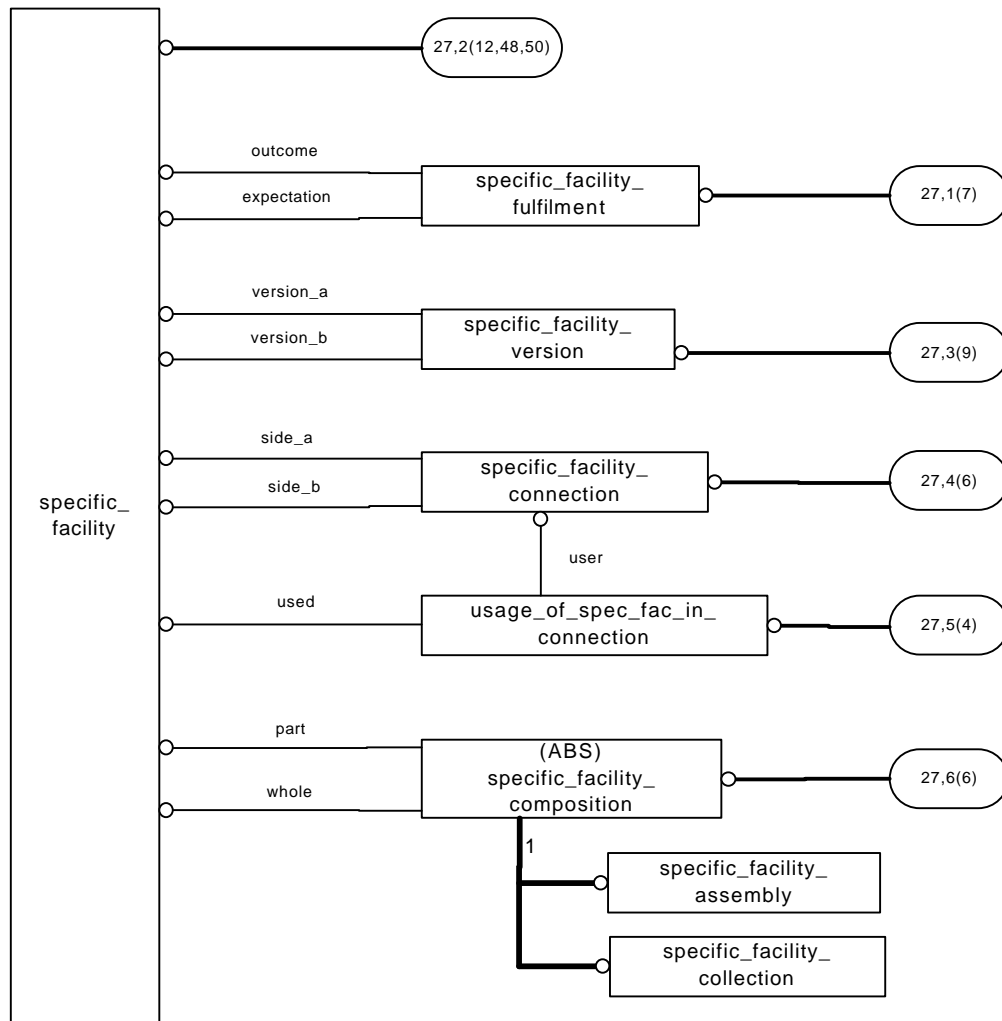 27,2(12,48,50)
outcome
specific_facility_
fulfilment
27,1(7)
expectation
version_a
specific_facility_
version
version_b
27,3(9)
side_a
specific_facility_
connection
27,4(6)
side_b
specific_
facility
user
used
usage_of_spec_fac_in_
connection
27,5(4)
part
(ABS)
specific_facility_
composition
27,6(6)
whole
1
specific_facility_
assembly
specific_facility_
collection